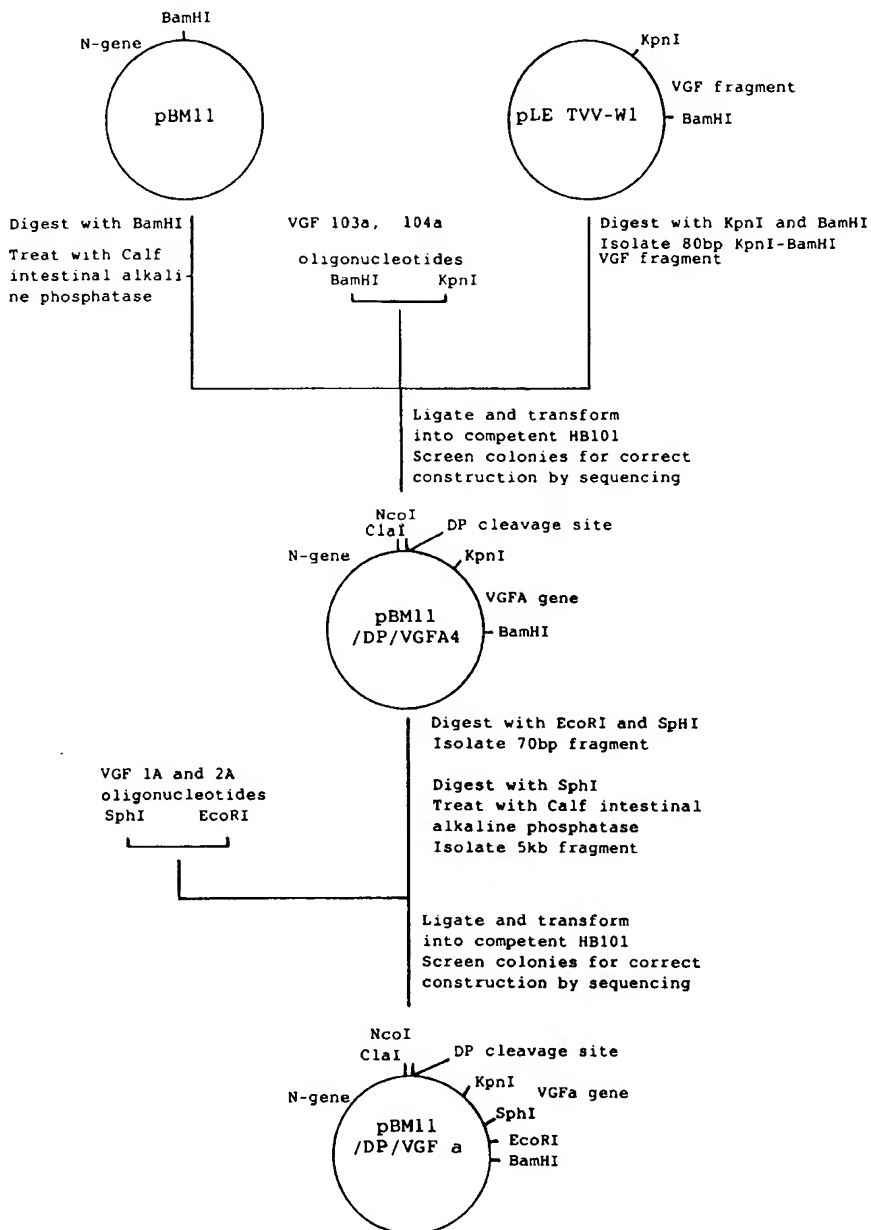 BamHI
N-gene
pBM11
KpnI
VGF fragment
pLE TVV-W1
BamHI
Digest with BamHI
Treat with Calf
intestinal alkali-
ne phosphatase
VGF 103a, 104a
oligonucleotides
BamHI KpnI
Digest with KpnI and BamHI
Isolate 80bp KpnI-BamHI
VGF fragment
Ligate and transform
into competent HB101
Screen colonies for correct
construction by sequencing
NcoI
ClaI
DP cleavage site
N-gene
KpnI
VGFA gene
pBM11
/DP/VGFA4
BamHI
Digest with EcoRI and SpHI
Isolate 70bp fragment
VGF 1A and 2A
oligonucleotides
SphI EcoRI
Digest with SphI
Treat with Calf intestinal
alkaline phosphatase
Isolate 5kb fragment
Ligate and transform
into competent HB101
Screen colonies for correct
construction by sequencing
NcoI
ClaI
DP cleavage site
N-gene
KpnI
VGFa gene
SphI
pBM11
/DP/VGF a
EcoRI
BamHI